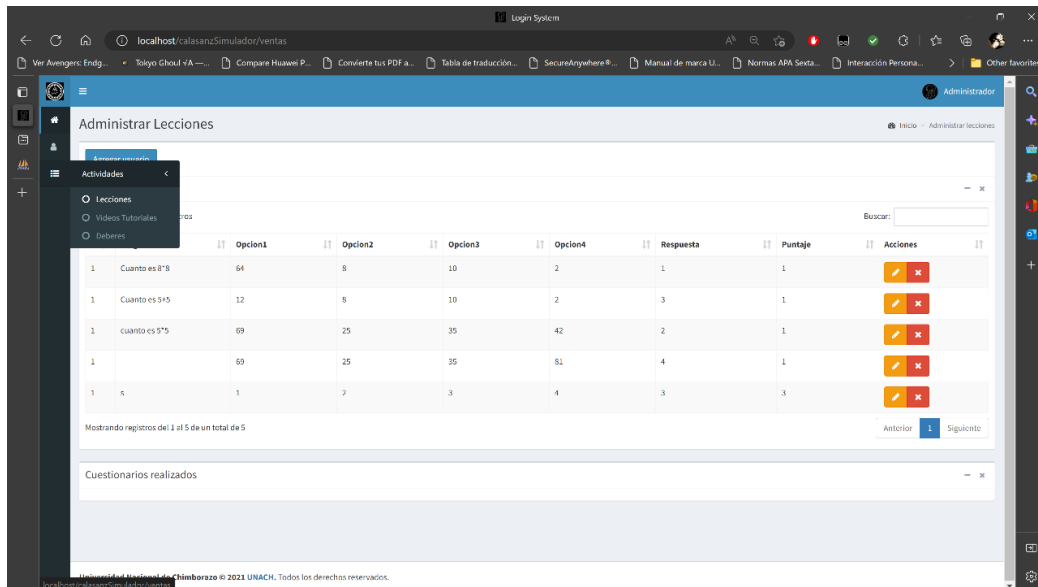 Login System
localhost/calasanzSimulador/ventas
Ver Avengers: Endg...
Tokyo Ghoul √A —...
Compare Huawei P...
Convierte tus PDF a...
Tabla de traducción...
SecureAnywhere®...
Manual de marca U...
Normas APA Sexta...
Interacción Persona...
Other favorites
Administrador
Administrar Lecciones
Inicio
Administrar lecciones
Agregar usuario
Actividades
Lecciones
Videos Tutoriales
Deberes
Buscar:
Opcion1 Opcion2 Opcion3 Opcion4 Respuesta Puntaje Acciones
1 Cuanto es 8*8 64 8 10 2 1 1
1 Cuanto es 5+5 12 8 10 2 3 1
1 cuanto es 5*5 69 25 35 42 2 1
1 69 25 35 81 4 1
1 s 1 2 3 4 3 3
Mostrando registros del 1 al 5 de un total de 5
Anterior 1 Siguiente
Cuestionarios realizados
Universidad Nacional de Chimborazo © 2021 UNACH. Todos los derechos reservados.
localhost/calasanzSimulador/ventas